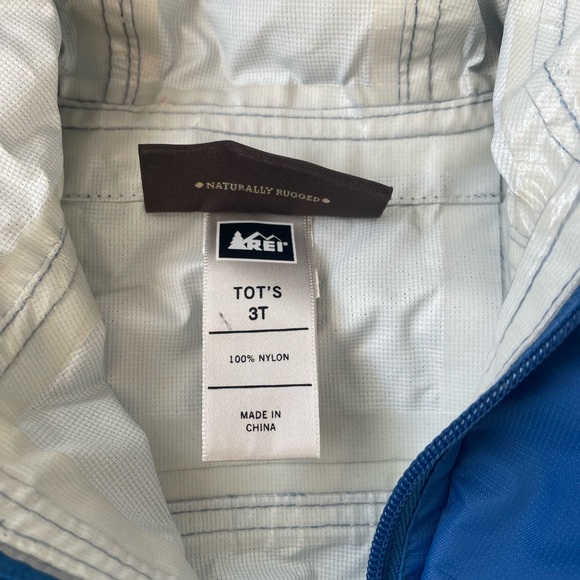 NATURALLY RUGGED
REI
TOT'S
3T
100% NYLON
MADE IN
CHINA